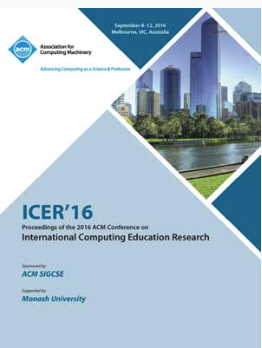 September 8-12, 2016
Melbourne, VIC, Australia
acm
Association for
Computing Machinery
Advancing Computing as a Science & Profession
ICER'16
Proceedings of the 2016 ACM Conference on
International Computing Education Research
Sponsored by:
ACM SIGCSE
Supported by:
Monash University